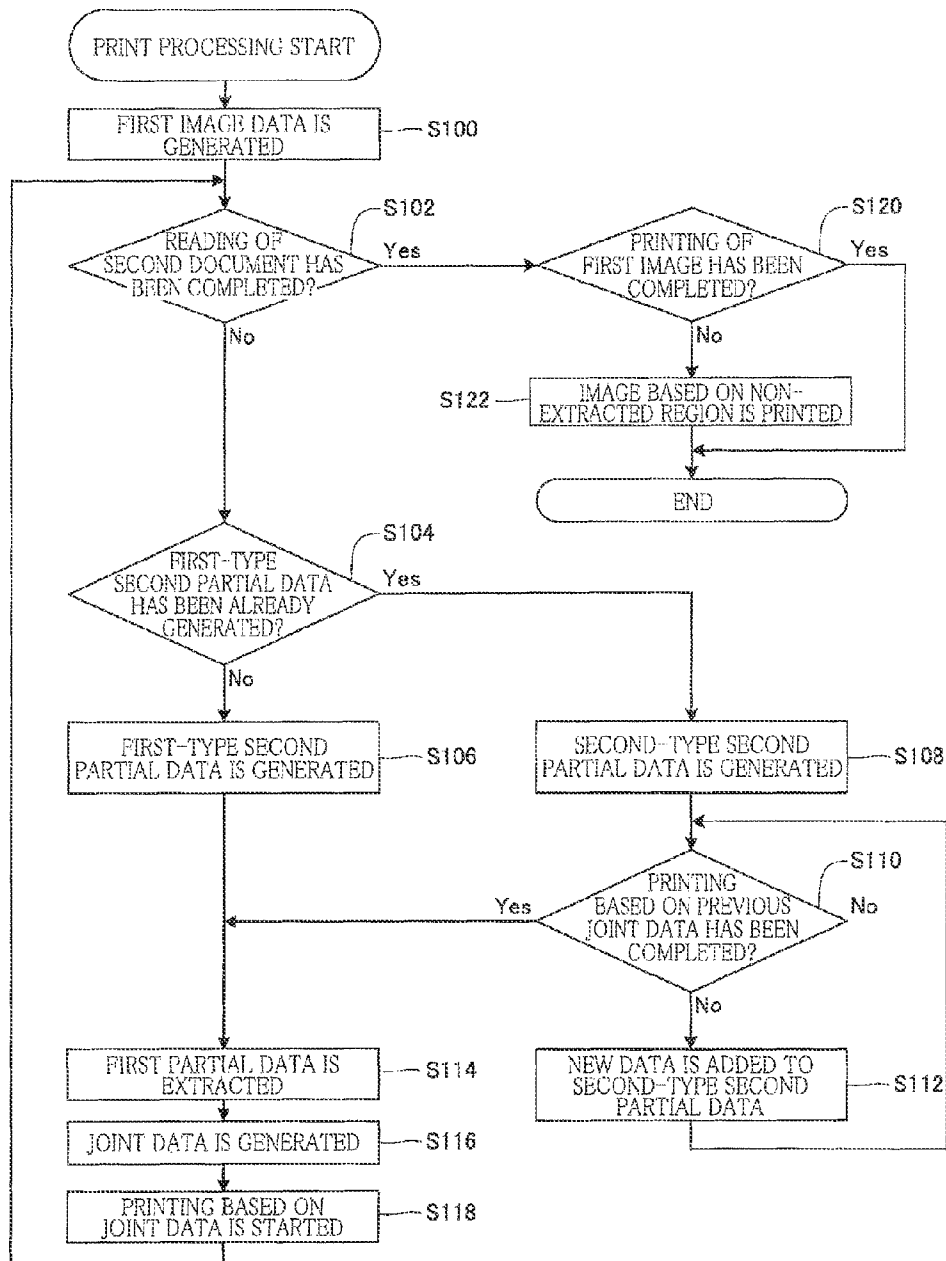 PRINT PROCESSING START
FIRST IMAGE DATA IS
GENERATED
S100
READING OF
SECOND DOCUMENT HAS
BEEN COMPLETED?
S102
Yes
No
PRINTING OF
FIRST IMAGE HAS BEEN
COMPLETED?
S120
Yes
No
S122
IMAGE BASED ON NON-
EXTRACTED REGION IS PRINTED
END
FIRST-TYPE
SECOND PARTIAL DATA
HAS BEEN ALREADY
GENERATED?
S104
Yes
No
FIRST-TYPE SECOND
PARTIAL DATA IS GENERATED
S106
SECOND-TYPE SECOND
PARTIAL DATA IS GENERATED
S108
PRINTING
BASED ON PREVIOUS
JOINT DATA HAS BEEN
COMPLETED?
S110
Yes
No
No
NEW DATA IS ADDED TO
SECOND-TYPE SECOND
PARTIAL DATA
S112
FIRST PARTIAL DATA IS
EXTRACTED
S114
JOINT DATA IS GENERATED
S116
PRINTING BASED ON
JOINT DATA IS STARTED
S118